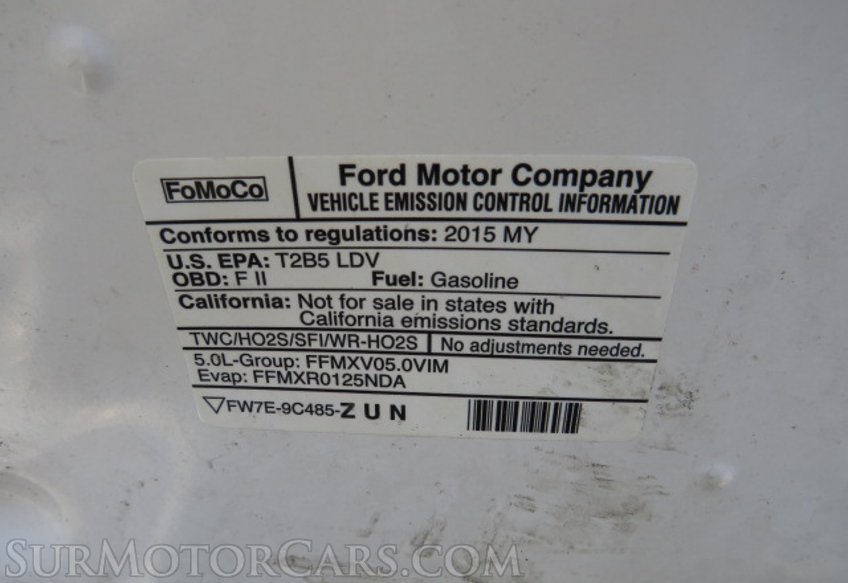 FoMoCo
Ford Motor Company
VEHICLE EMISSION CONTROL INFORMATION
Conforms to regulations: 2015 MY
U.S. EPA: T2B5 LDV
OBD: F II Fuel: Gasoline
California: Not for sale in states with
California emissions standards.
TWC/HO2S/SFI/WR-HO2S No adjustments needed.
5.0L-Group: FFMXV05.0VIM
Evap: FFMXR0125NDA
FW7E-9C485-ZUN
SURMOTORCARS.COM